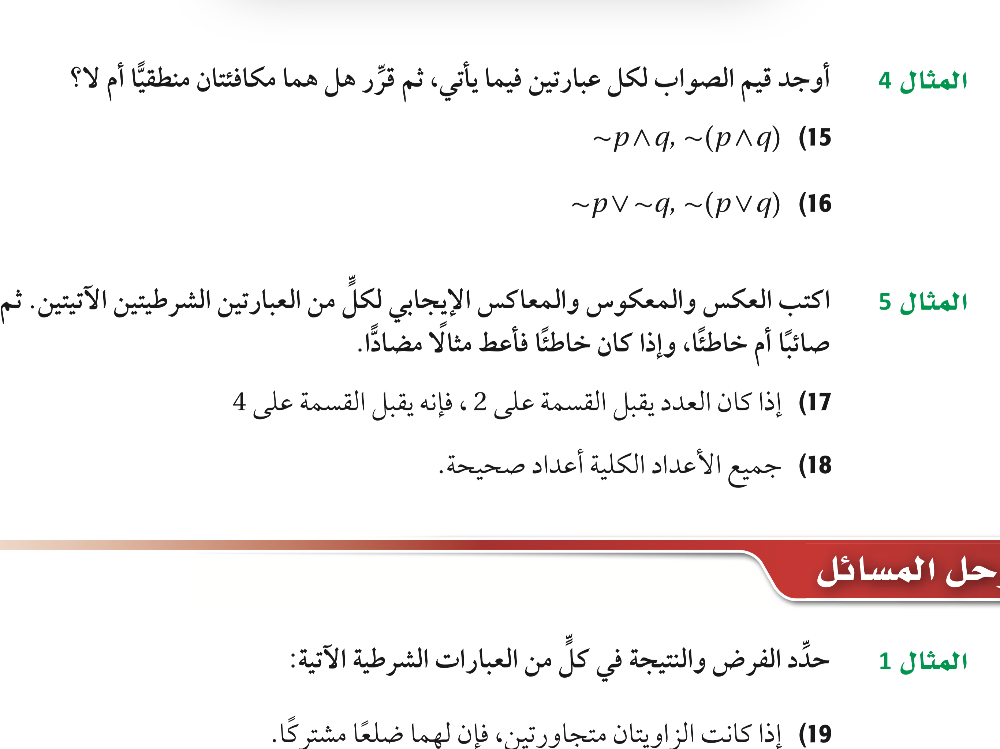 المثال 4 أوجد قيم الصواب لكل عبارتين فيما يأتي، ثم قرّر هل هما مكافئتان منطقيًّا أم لا؟
(15 ~p∧q, ~(p∧q)
(16 ~p∨~q, ~(p∨q)
المثال 5 اكتب العكس والمعكوس والمعاكس الإيجابي لكلٍّ من العبارتين الشرطيتين الآتيتين. ثم
صائبًا أم خاطئًا، وإذا كان خاطئًا فأعط مثالًا مضادًّا.
(17 إذا كان العدد يقبل القسمة على 2 ، فإنه يقبل القسمة على 4
(18 جميع الأعداد الكلية أعداد صحيحة.
حل المسائل
المثال 1 حدِّد الفرض والنتيجة في كلٍّ من العبارات الشرطية الآتية:
(19 إذا كانت الزاويتان متجاورتين، فإن لهما ضلعًا مشتركًا.